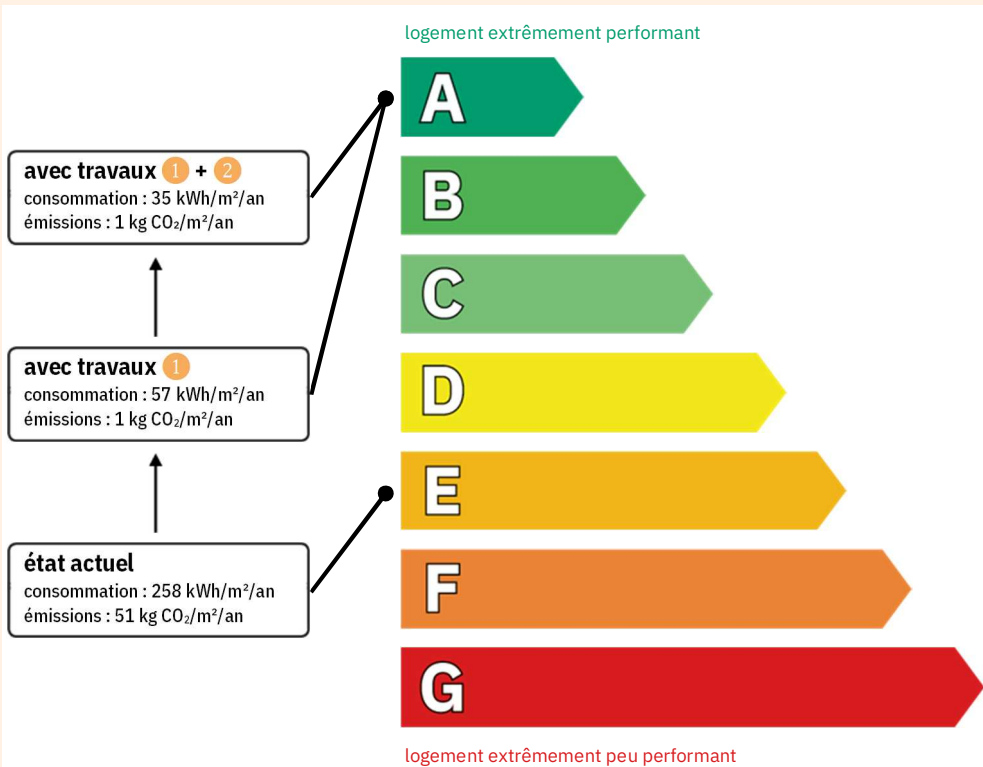 logement extrêmement performant
A
avec travaux 1 + 2
consommation : 35 kWh/m²/an
émissions : 1 kg CO₂/m²/an
B
C
avec travaux 1
consommation : 57 kWh/m²/an
émissions : 1 kg CO₂/m²/an
D
E
état actuel
consommation : 258 kWh/m²/an
émissions : 51 kg CO₂/m²/an
F
G
logement extrêmement peu performant